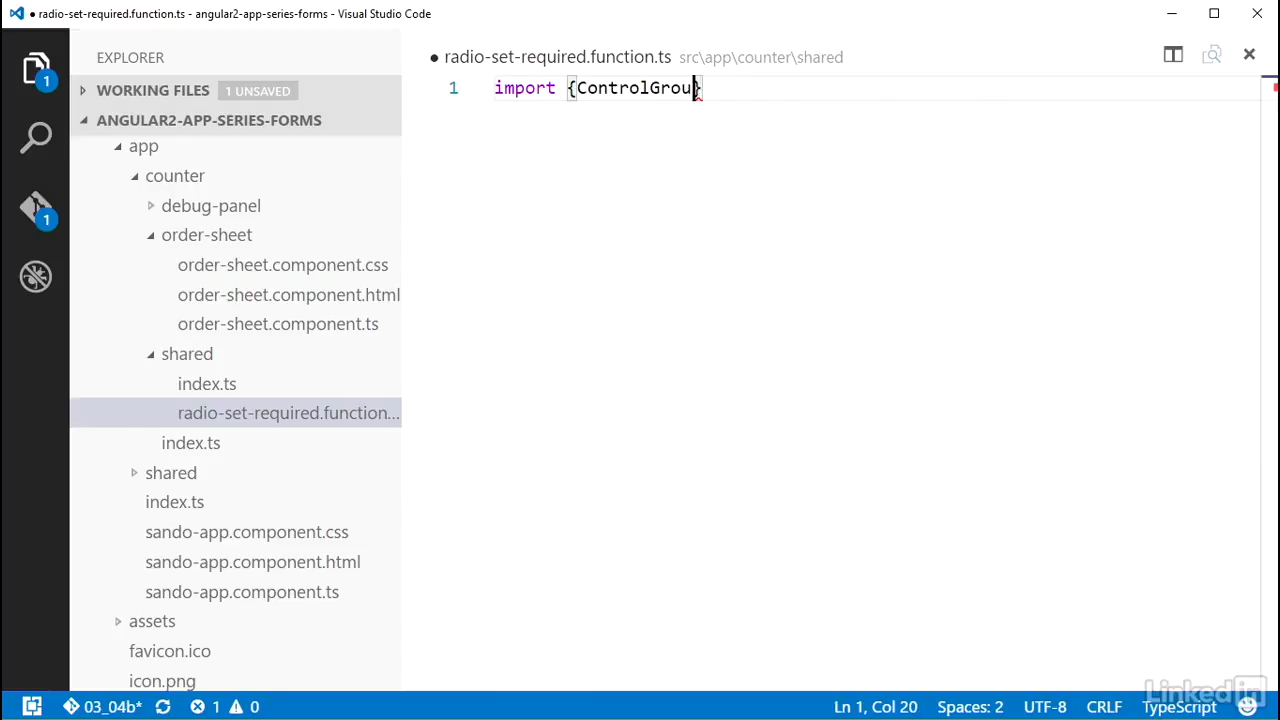 radio-set-required.function.ts - angular2-app-series-forms - Visual Studio Code
EXPLORER
WORKING FILES 1 UNSAVED
ANGULAR2-APP-SERIES-FORMS
app
counter
debug-panel
order-sheet
order-sheet.component.css
order-sheet.component.html
order-sheet.component.ts
shared
index.ts
radio-set-required.function...
index.ts
shared
index.ts
sando-app.component.css
sando-app.component.html
sando-app.component.ts
assets
favicon.ico
icon.png
1
1
radio-set-required.function.ts src\app\counter\shared
1 import {ControlGrou}
03_04b* 1 0 Ln 1, Col 20 Spaces: 2 UTF-8 CRLF TypeScript
Linked in